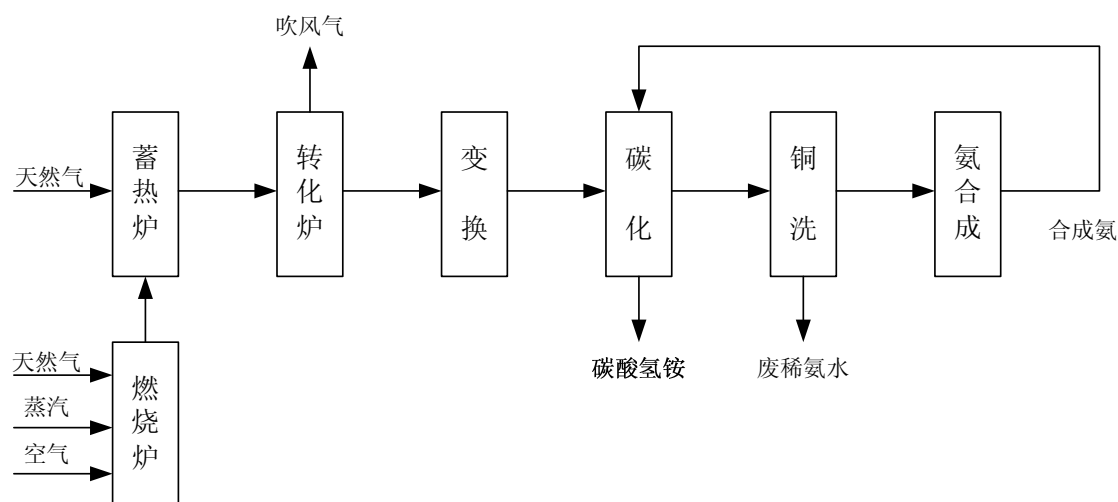 吹风气
天然气
蓄热炉
转化炉
变换
碳化
铜洗
氨合成
合成氨
天然气
蒸汽
空气
燃烧炉
碳酸氢铵
废稀氨水